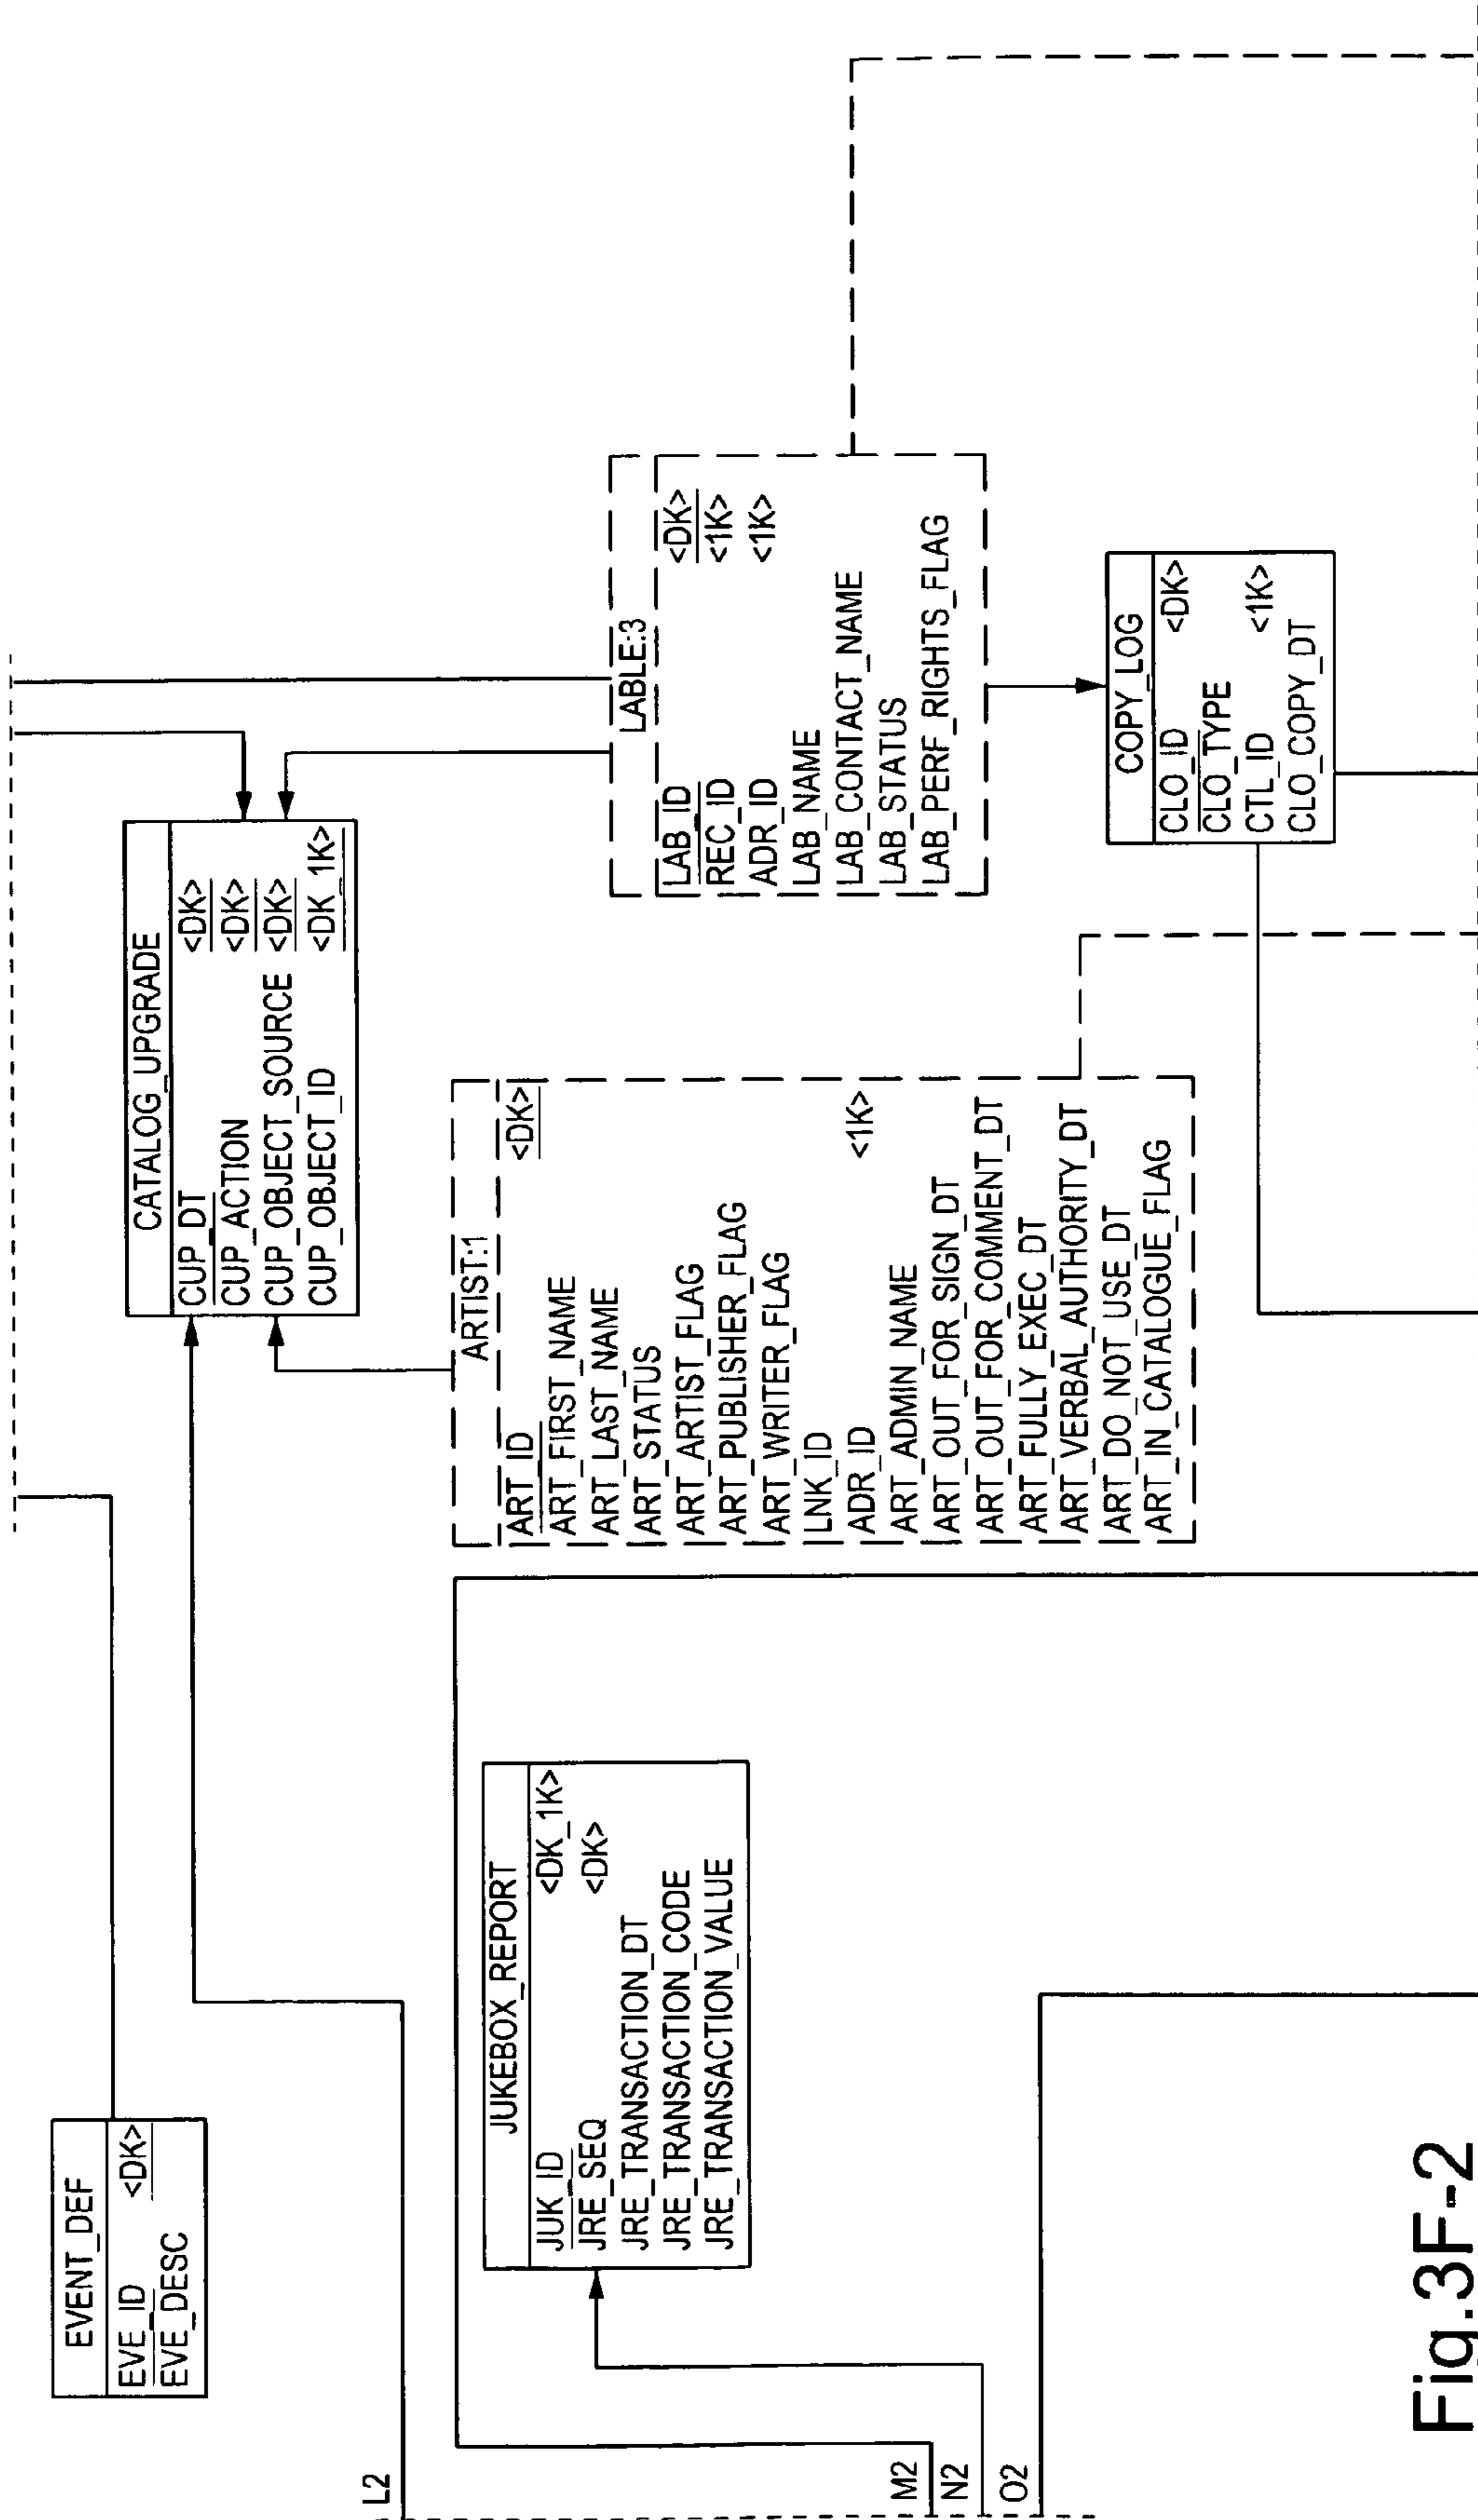 EVENT_DEF
EVE_ID <DK>
EVE_DESC
CATALOG_UPGRADE
CUP_DT <DK>
CUP_ACTION <DK>
CUP_OBJECT_SOURCE <DK>
CUP_OBJECT_ID <DK_1K>
L2
JUKEBOX_REPORT
JUK_ID <DK_1K>
JRE_SEQ <DK>
JRE_TRANSACTION_DT
JRE_TRANSACTION_CODE
JRE_TRANSACTION_VALUE
ARTIST:1
ART_ID <DK>
ART_FIRST_NAME
ART_LAST_NAME
ART_STATUS
ART_ARTIST_FLAG
ART_PUBLISHER_FLAG
ART_WRITER_FLAG
LNK_ID
ADR_ID <1K>
ART_ADMIN_NAME
ART_OUT_FOR_SIGN_DT
ART_OUT_FOR_COMMENT_DT
ART_FULLY_EXEC_DT
ART_VERBAL_AUTHORITY_DT
ART_DO_NOT_USE_DT
ART_IN_CATALOGUE_FLAG
LABLE:3
LAB_ID <DK>
REC_ID <1K>
ADR_ID <1K>
LAB_NAME
LAB_CONTACT_NAME
LAB_STATUS
LAB_PERF_RIGHTS_FLAG
M2
N2
O2
COPY_LOG
CLO_ID <DK>
CLO_TYPE
CTL_ID <1K>
CLO_COPY_DT
Fig.3F-2